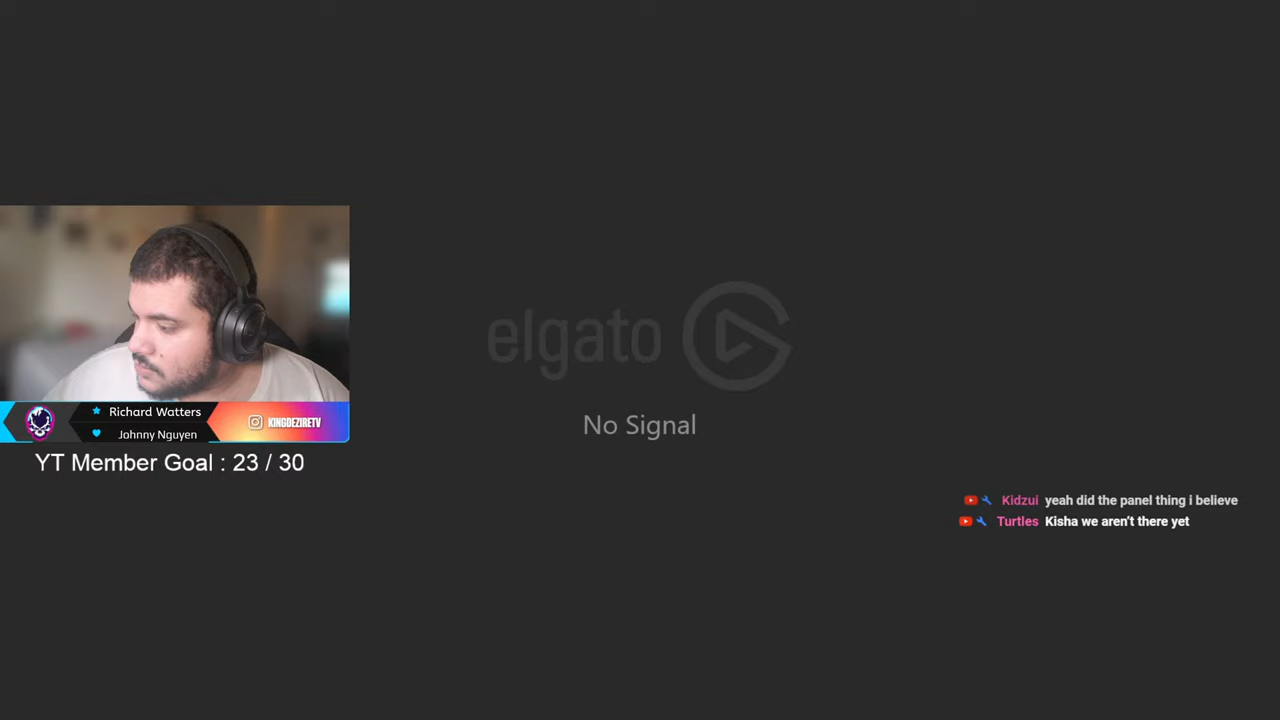 elgato
No Signal
Richard Watters
Johnny Nguyen
KINGDEZIRETV
YT Member Goal : 23 / 30
Kidzui yeah did the panel thing i believe
Turtles Kisha we aren’t there yet